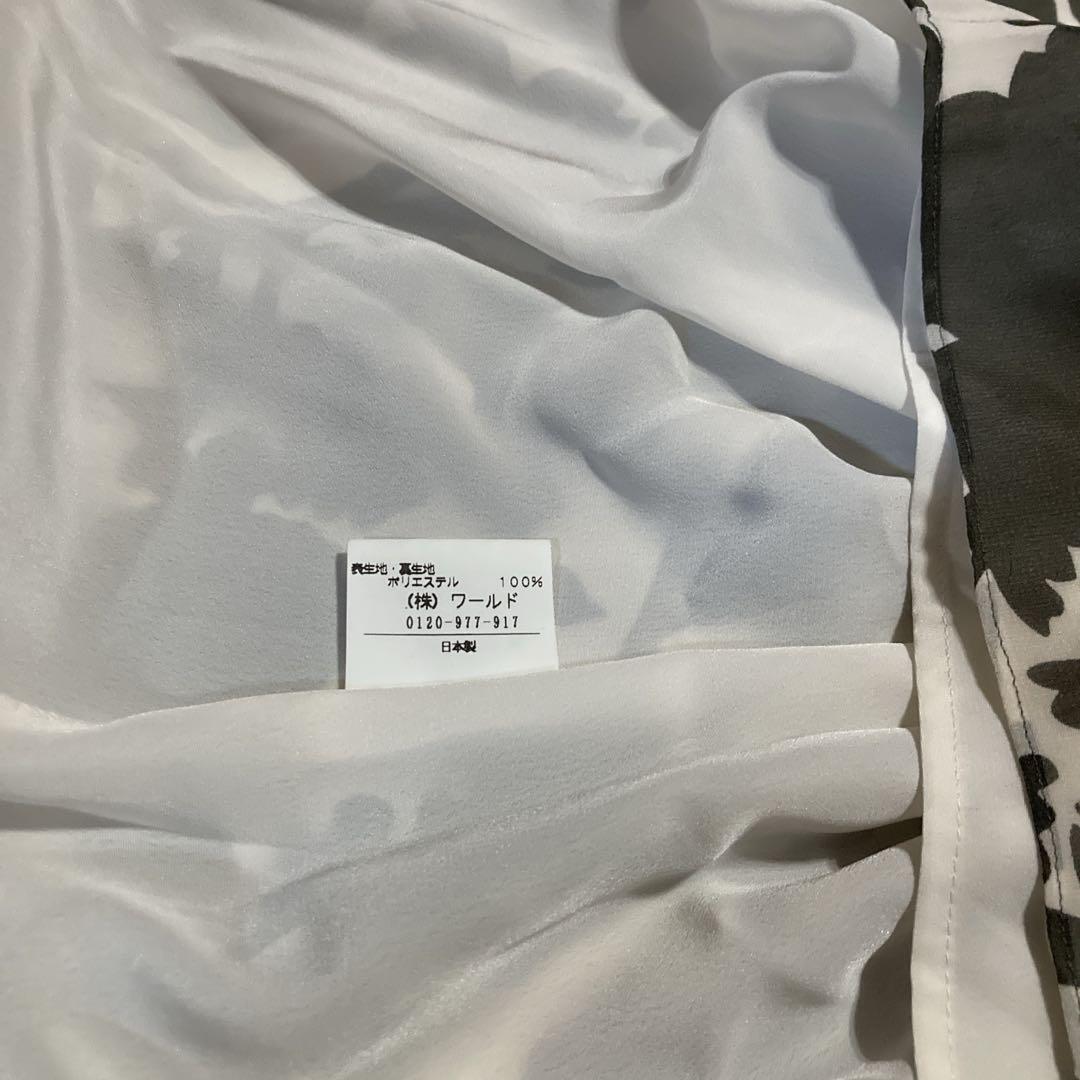 表生地・裏生地
ポリエステル 100%
(株) ワールド
0120-977-917
日本製